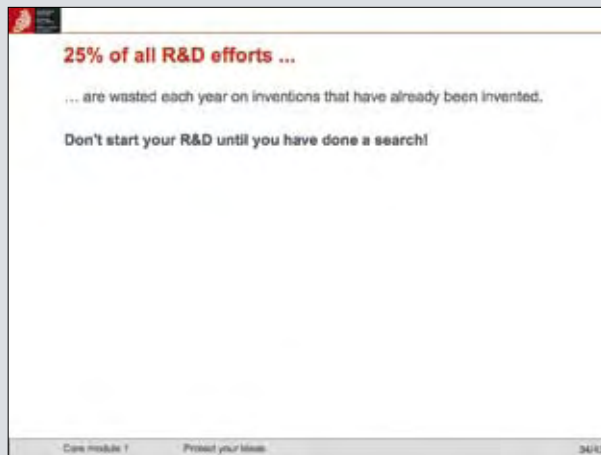 25% of all R&D efforts ...
... are wasted each year on inventions that have already been invented.
Don't start your R&D until you have done a search!
Core module 1 Protect your ideas